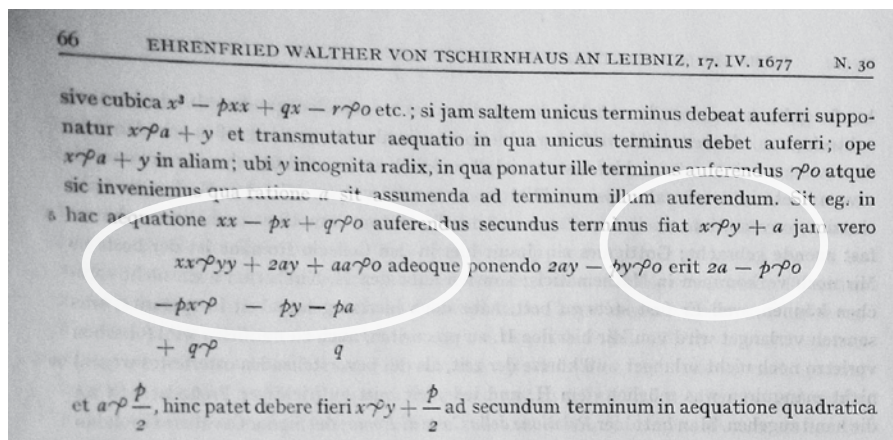 66 EHRENFRIED WALTHER VON TSCHIRNHAUS AN LEIBNIZ, 17. IV. 1677 N. 30
sive cubica x³ — pxx + qx — r ∾ 0 etc.; si jam saltem unicus terminus debeat auferri suppo-
natur x ∾ a + y et transmutatur aequatio in qua unicus terminus debet auferri; ope
x ∾ a + y in aliam; ubi y incognita radix, in qua ponatur ille terminus auferendus ∾ 0 atque
sic inveniemus qua ratione a sit assumenda ad terminum illum auferendum. Sit eg. in
5 hac aequatione xx — px + q ∾ 0 auferendus secundus terminus fiat x ∾ y + a jam vero
xx ∾ yy + 2ay + aa ∾ 0 adeoque ponendo 2ay — py ∾ 0 erit 2a — p ∾ 0
—px ∾ — py — pa
+ q ∾ q
et a ∾ p/2, hinc patet debere fieri x ∾ y + p/2 ad secundum terminum in aequatione quadratica